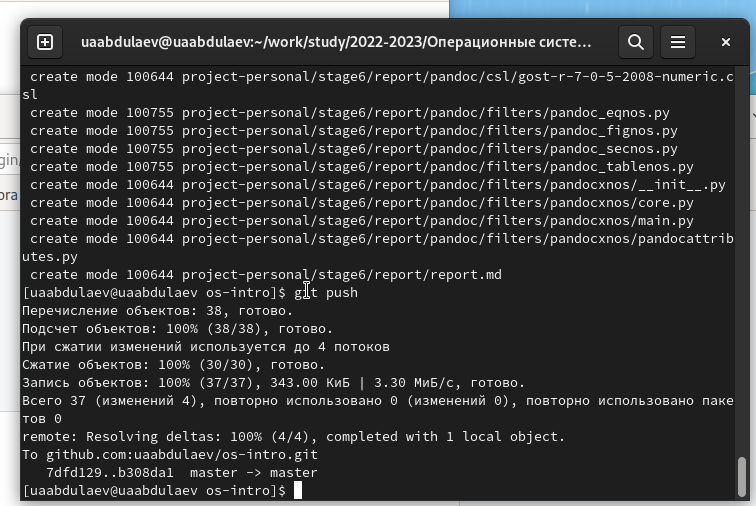 uaabdulaev@uaabdulaev:~/work/study/2022-2023/Операционные систе…
create mode 100644 project-personal/stage6/report/pandoc/csl/gost-r-7-0-5-2008-numeric.c
sl
create mode 100755 project-personal/stage6/report/pandoc/filters/pandoc_eqnos.py
create mode 100755 project-personal/stage6/report/pandoc/filters/pandoc_fignos.py
create mode 100755 project-personal/stage6/report/pandoc/filters/pandoc_secnos.py
create mode 100755 project-personal/stage6/report/pandoc/filters/pandoc_tablenos.py
create mode 100644 project-personal/stage6/report/pandoc/filters/pandocxnos/__init__.py
create mode 100644 project-personal/stage6/report/pandoc/filters/pandocxnos/core.py
create mode 100644 project-personal/stage6/report/pandoc/filters/pandocxnos/main.py
create mode 100644 project-personal/stage6/report/pandoc/filters/pandocxnos/pandocattrib
utes.py
create mode 100644 project-personal/stage6/report/report.md
[uaabdulaev@uaabdulaev os-intro]$ git push
Перечисление объектов: 38, готово.
Подсчет объектов: 100% (38/38), готово.
При сжатии изменений используется до 4 потоков
Сжатие объектов: 100% (30/30), готово.
Запись объектов: 100% (37/37), 343.00 КиБ | 3.30 МиБ/с, готово.
Всего 37 (изменений 4), повторно использовано 0 (изменений 0), повторно использовано паке
тов 0
remote: Resolving deltas: 100% (4/4), completed with 1 local object.
To github.com:uaabdulaev/os-intro.git
7dfd129..b308da1  master -> master
[uaabdulaev@uaabdulaev os-intro]$
gin/
ora